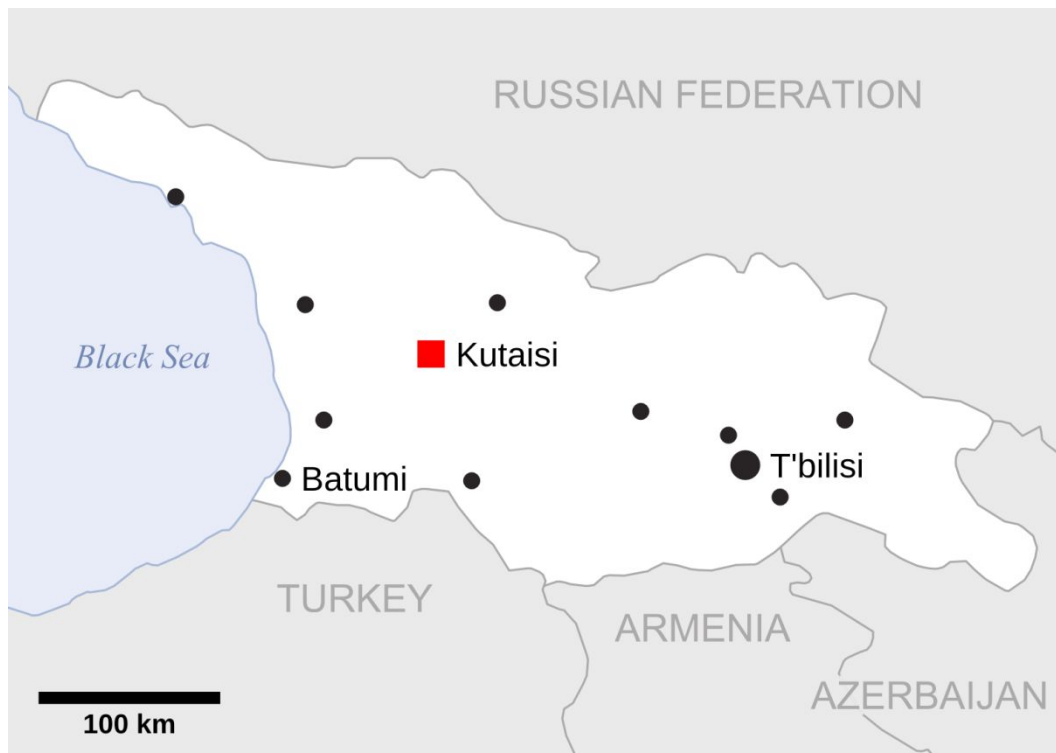 RUSSIAN FEDERATION
Black Sea
Kutaisi
Batumi
T'bilisi
TURKEY
ARMENIA
AZERBAIJAN
100 km